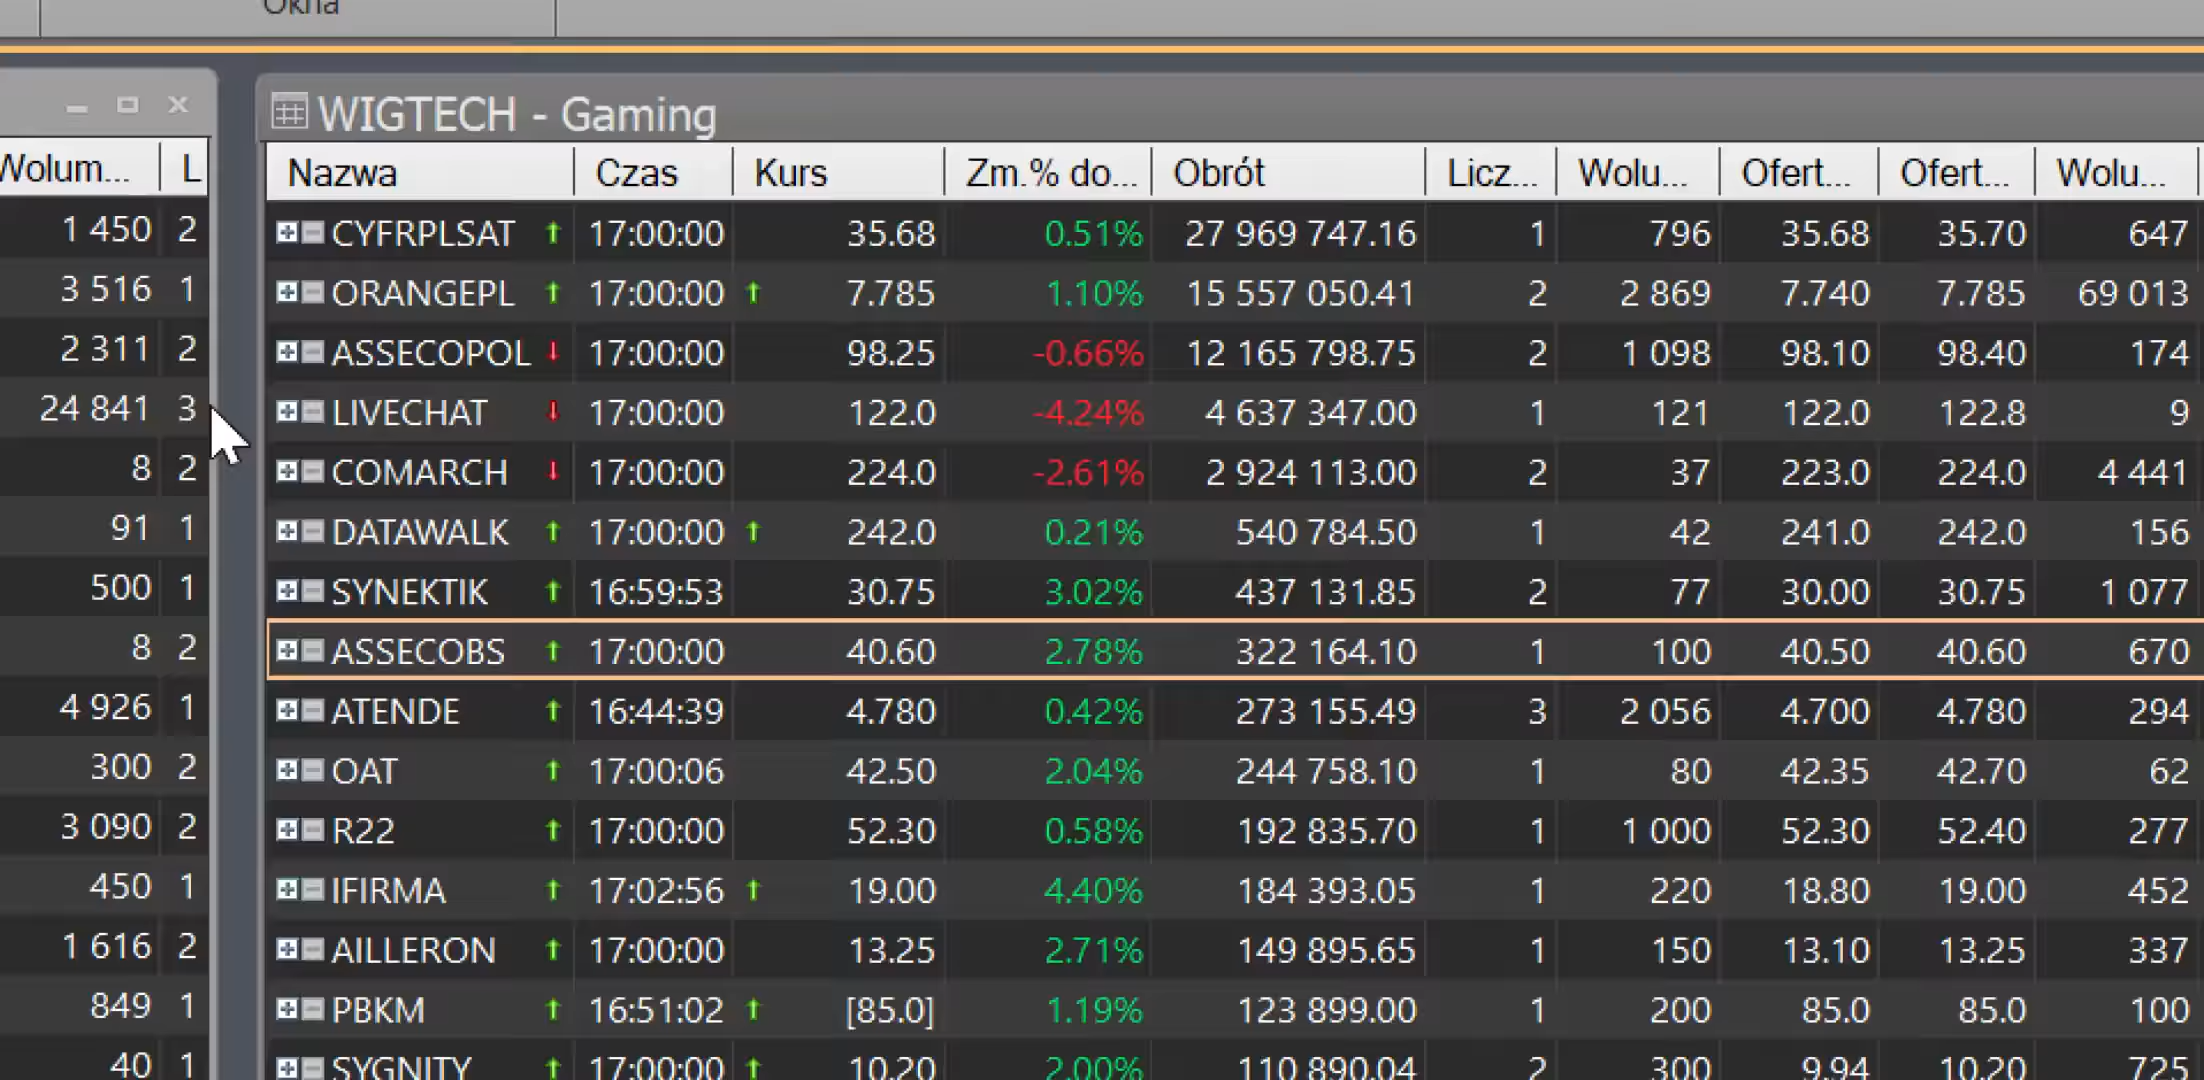 Okna
WIGTECH - Gaming
Wolum... L
Nazwa Czas Kurs Zm.% do... Obrót Licz... Wolu... Ofert... Ofert... Wolu...
1 450 2 CYFRPLSAT 17:00:00 35.68 0.51% 27 969 747.16 1 796 35.68 35.70 647
3 516 1 ORANGEPL 17:00:00 7.785 1.10% 15 557 050.41 2 2 869 7.740 7.785 69 013
2 311 2 ASSECOPOL 17:00:00 98.25 -0.66% 12 165 798.75 2 1 098 98.10 98.40 174
24 841 3 LIVECHAT 17:00:00 122.0 -4.24% 4 637 347.00 1 121 122.0 122.8 9
8 2 COMARCH 17:00:00 224.0 -2.61% 2 924 113.00 2 37 223.0 224.0 4 441
91 1 DATAWALK 17:00:00 242.0 0.21% 540 784.50 1 42 241.0 242.0 156
500 1 SYNEKTIK 16:59:53 30.75 3.02% 437 131.85 2 77 30.00 30.75 1 077
8 2 ASSECOBS 17:00:00 40.60 2.78% 322 164.10 1 100 40.50 40.60 670
4 926 1 ATENDE 16:44:39 4.780 0.42% 273 155.49 3 2 056 4.700 4.780 294
300 2 OAT 17:00:06 42.50 2.04% 244 758.10 1 80 42.35 42.70 62
3 090 2 R22 17:00:00 52.30 0.58% 192 835.70 1 1 000 52.30 52.40 277
450 1 IFIRMA 17:02:56 19.00 4.40% 184 393.05 1 220 18.80 19.00 452
1 616 2 AILLERON 17:00:00 13.25 2.71% 149 895.65 1 150 13.10 13.25 337
849 1 PBKM 16:51:02 [85.0] 1.19% 123 899.00 1 200 85.0 85.0 100
40 1 SYGNITY 17:00:00 10.20 2.00% 110 890.04 2 300 9.94 10.20 725